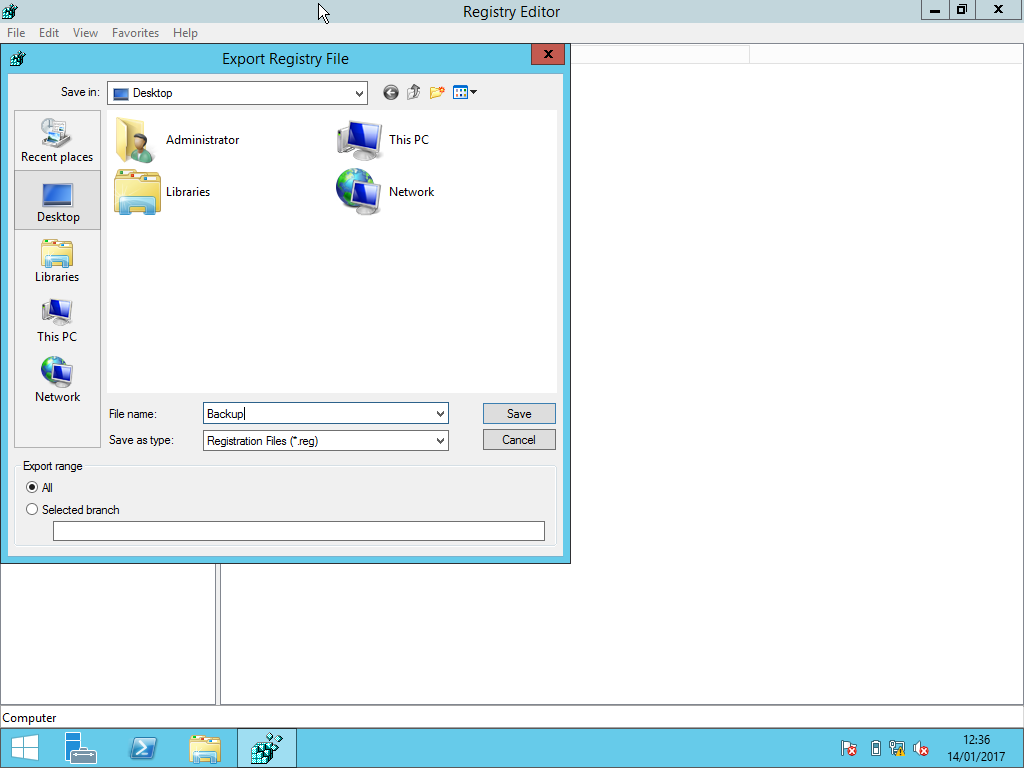 Registry Editor
File Edit View Favorites Help
Export Registry File
Save in: Desktop
Recent places
Desktop
Libraries
This PC
Network
Administrator
This PC
Libraries
Network
File name: Backup Save
Save as type: Registration Files (*.reg) Cancel
Export range
All
Selected branch
Computer
12:36
14/01/2017